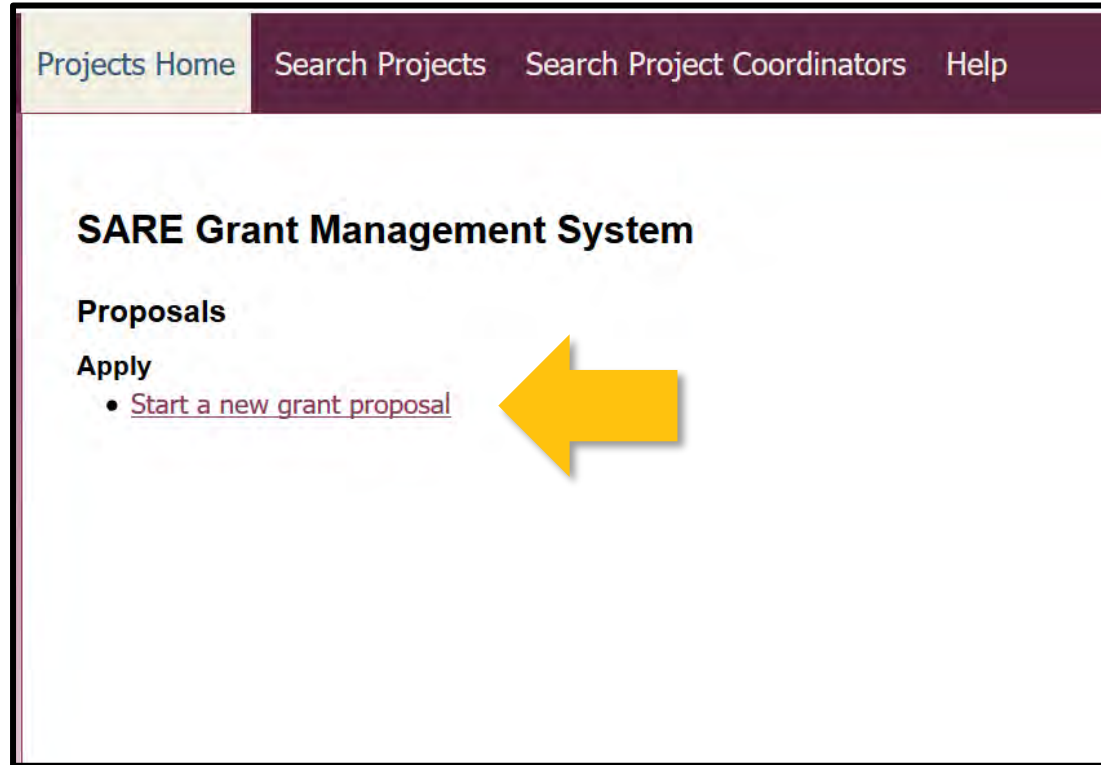 Projects Home Search Projects Search Project Coordinators Help
SARE Grant Management System
Proposals
Apply
• Start a new grant proposal